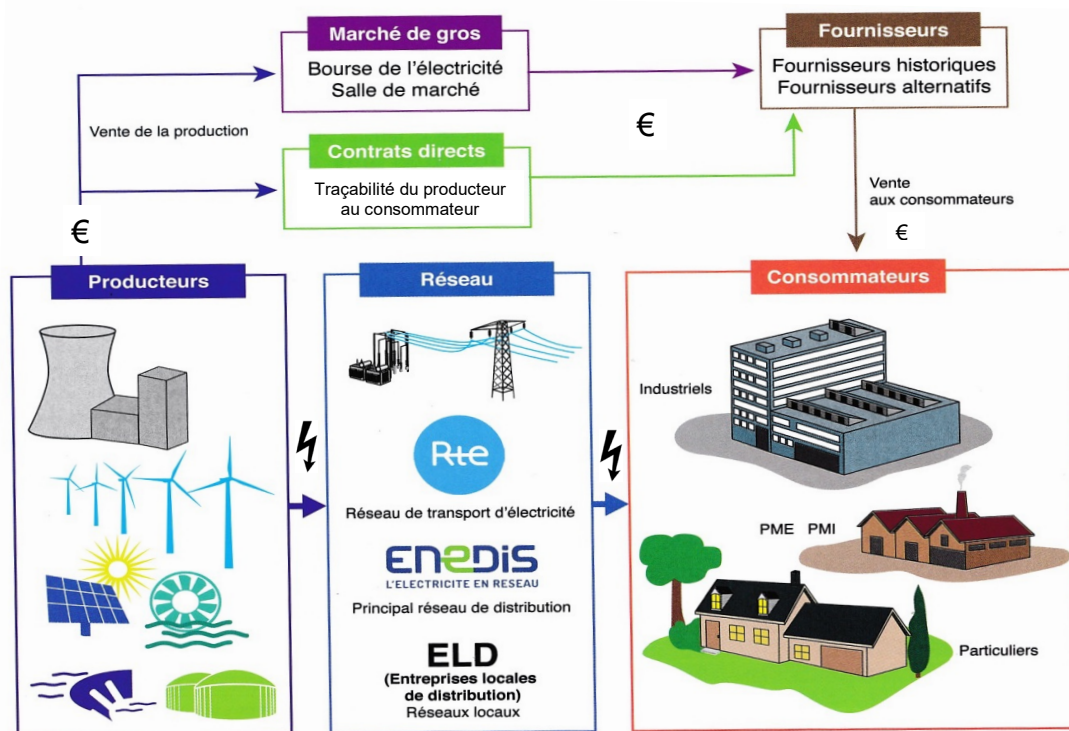 Marché de gros
Bourse de l'électricité
Salle de marché
Fournisseurs
Fournisseurs historiques
Fournisseurs alternatifs
Vente de la production
€
Contrats directs
Traçabilité du producteur
au consommateur
Vente
aux consommateurs
€
€
Producteurs
Réseau
Rte
Réseau de transport d'électricité
ENEDIS
L'ELECTRICITE EN RESEAU
Principal réseau de distribution
ELD
(Entreprises locales
de distribution)
Réseaux locaux
Consommateurs
Industriels
PME PMI
Particuliers